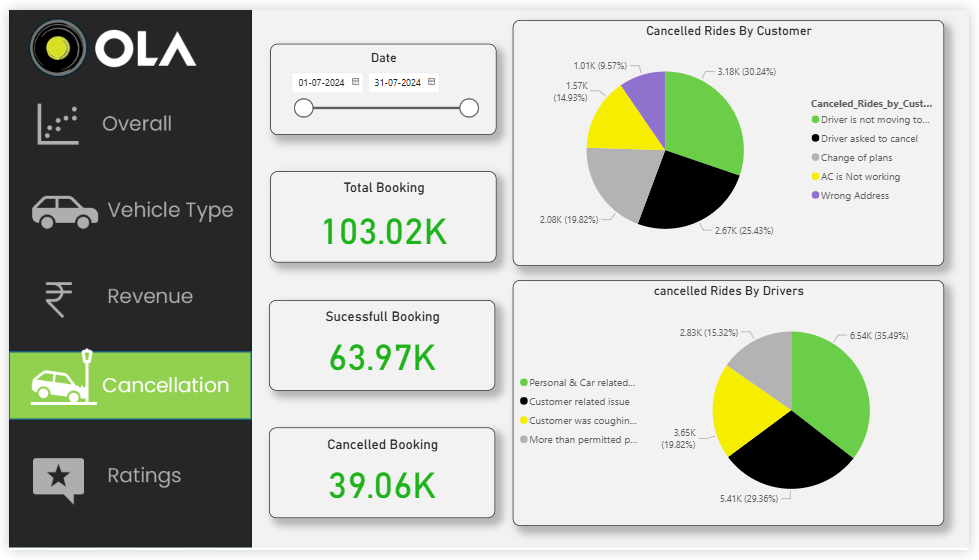 OLA
Overall
Vehicle Type
Revenue
Cancellation
Ratings
Date
01-07-2024 31-07-2024
Total Booking
103.02K
Sucessfull Booking
63.97K
Cancelled Booking
39.06K
Cancelled Rides By Customer
1.01K (9.57%)
3.18K (30.24%)
1.57K
(14.93%)
2.08K (19.82%)
2.67K (25.43%)
Canceled_Rides_by_Cust...
Driver is not moving to...
Driver asked to cancel
Change of plans
AC is Not working
Wrong Address
cancelled Rides By Drivers
2.83K (15.32%)
6.54K (35.49%)
3.65K
(19.82%)
5.41K (29.36%)
Personal & Car related...
Customer related issue
Customer was coughin...
More than permitted p...